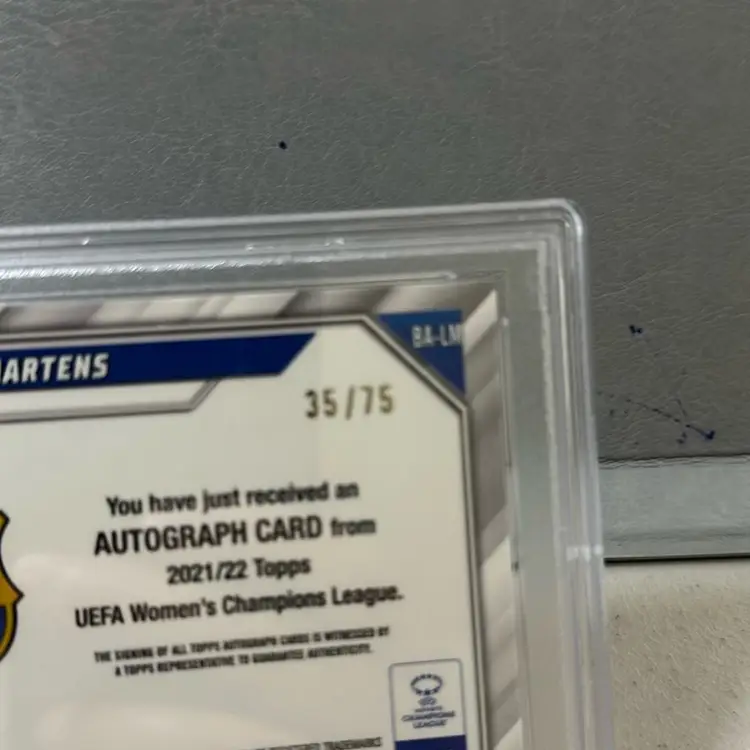 BA-LM
ARTENS
35/75
You have just received an
AUTOGRAPH CARD from
2021/22 Topps
UEFA Women's Champions League.
THE SIGNING OF ALL TOPPS AUTOGRAPH CARDS IS WITNESSED BY
A TOPPS REPRESENTATIVE TO GUARANTEE AUTHENTICITY.
CHAMPIONS
LEAGUE
TRADEMARKS